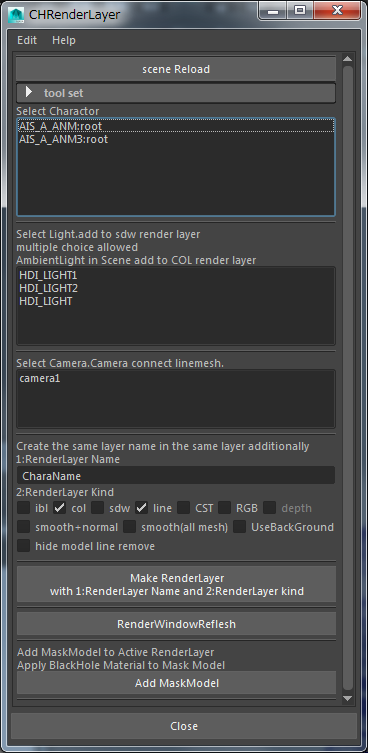 CHRenderLayer
Edit Help
scene Reload
tool set
Select Charactor
AIS_A_ANM:root
AIS_A_ANM3:root
Select Light.add to sdw render layer
multiple choice allowed
AmbientLight in Scene add to COL render layer
HDI_LIGHT1
HDI_LIGHT2
HDI_LIGHT
Select Camera.Camera connect linemesh.
camera1
Create the same layer name in the same layer additionally
1:RenderLayer Name
CharaName
2:RenderLayer Kind
ibl col sdw line CST RGB depth
smooth+normal smooth(all mesh) UseBackGround
hide model line remove
Make RenderLayer
with 1:RenderLayer Name and 2:RenderLayer kind
RenderWindowReflesh
Add MaskModel to Active RenderLayer
Apply BlackHole Material to Mask Model
Add MaskModel
Close